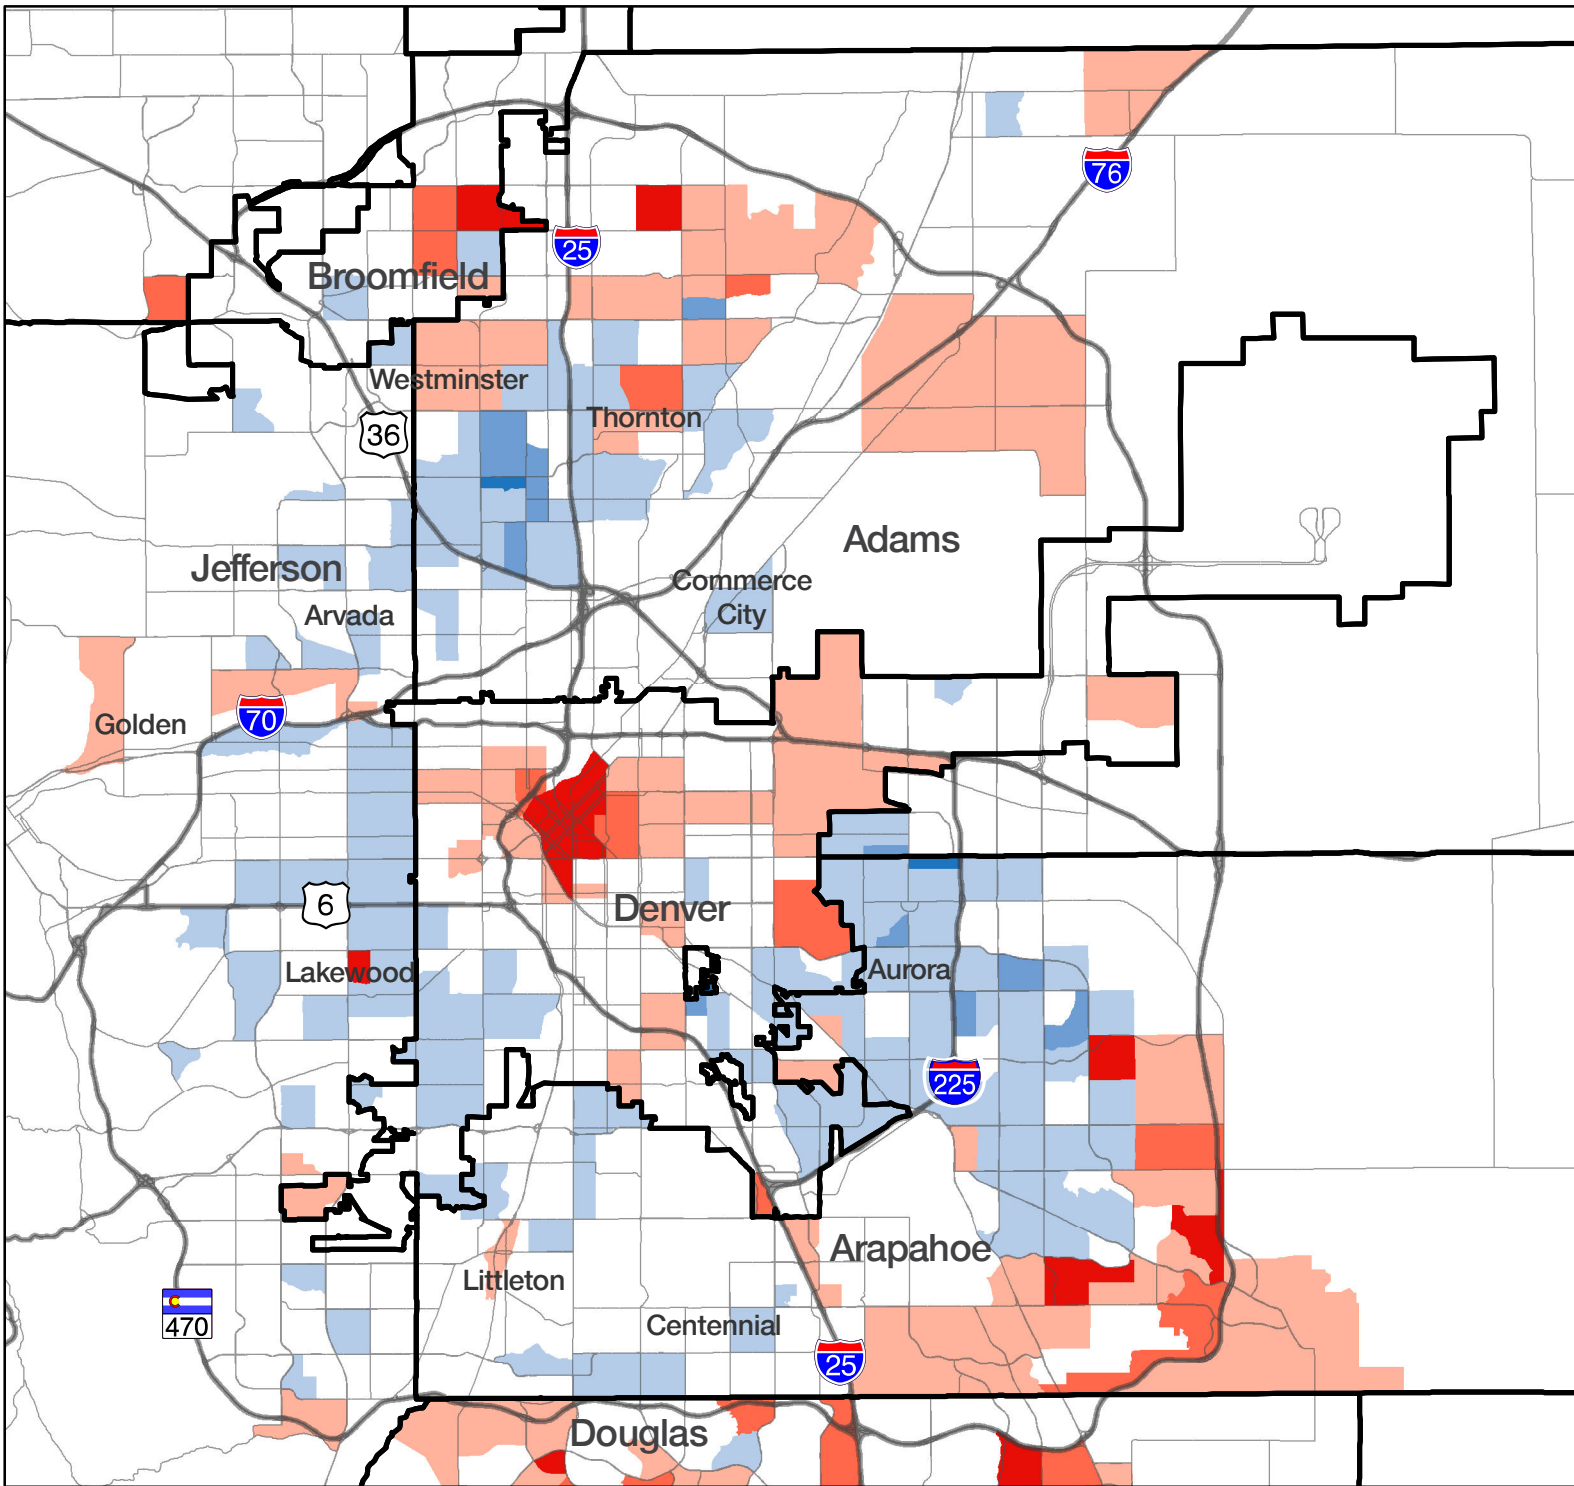 76
25
Broomfield
Westminster
Thornton
36
Adams
Jefferson
Commerce
City
Arvada
Golden
70
6
Denver
Lakewood
Aurora
225
Arapahoe
Littleton
C
470
Centennial
25
Douglas